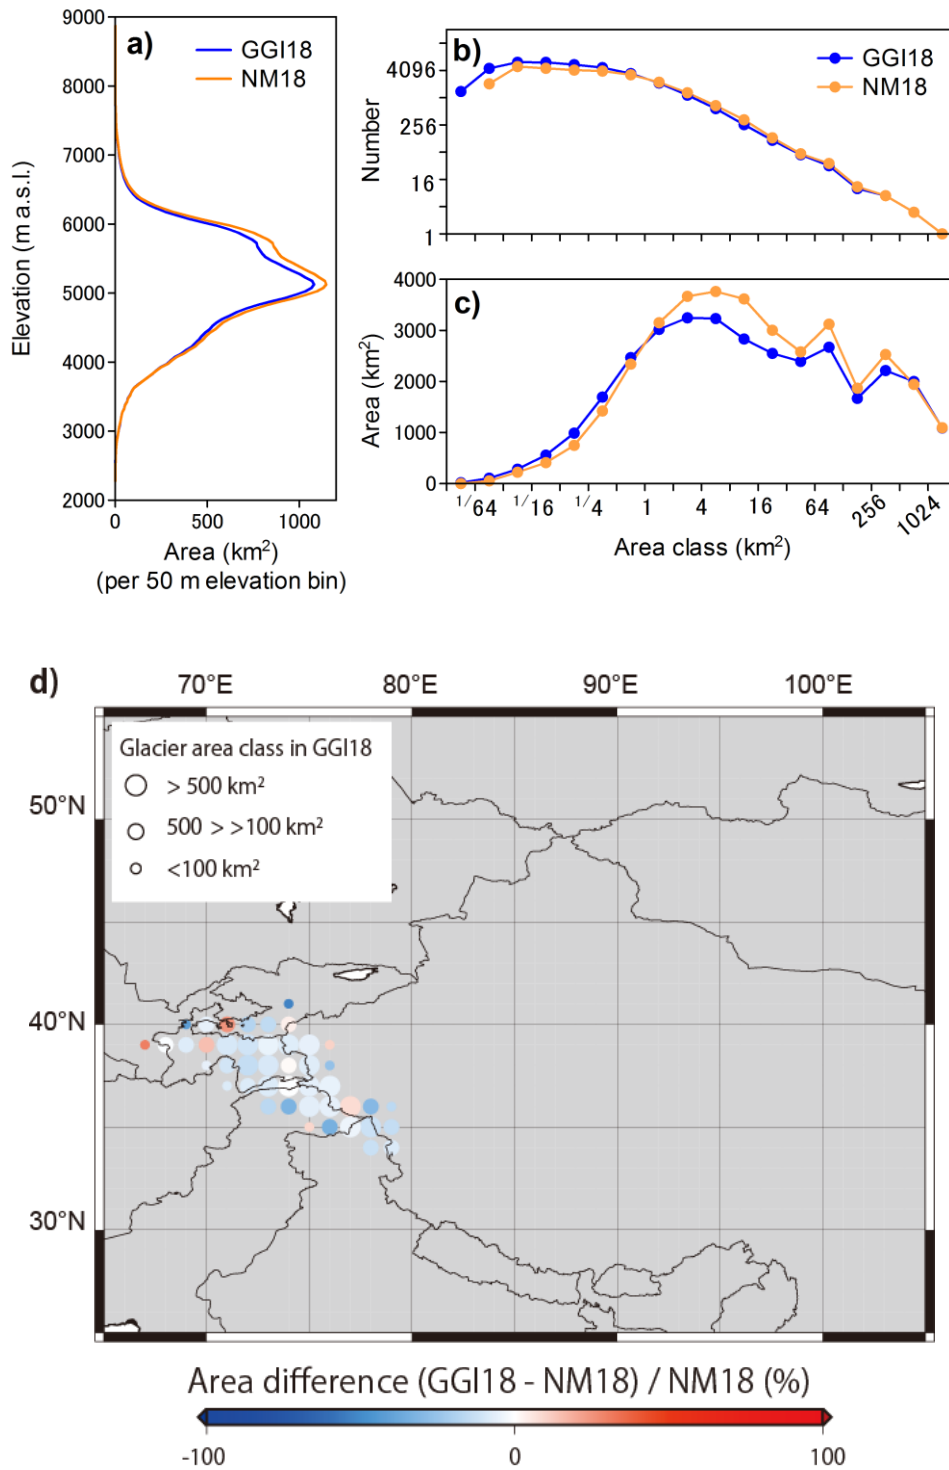 a)
GGI18
NM18
9000
8000
7000
6000
5000
4000
3000
2000
Elevation (m a.s.l.)
0 500 1000
Area (km²)
(per 50 m elevation bin)
b)
GGI18
NM18
4096
256
16
1
Number
c)
4000
3000
2000
1000
0
Area (km²)
1/64 1/16 1/4 1 4 16 64 256 1024
Area class (km²)
d)
70°E 80°E 90°E 100°E
Glacier area class in GGI18
> 500 km²
500 > >100 km²
<100 km²
50°N
40°N
30°N
Area difference (GGI18 - NM18) / NM18 (%)
-100 0 100